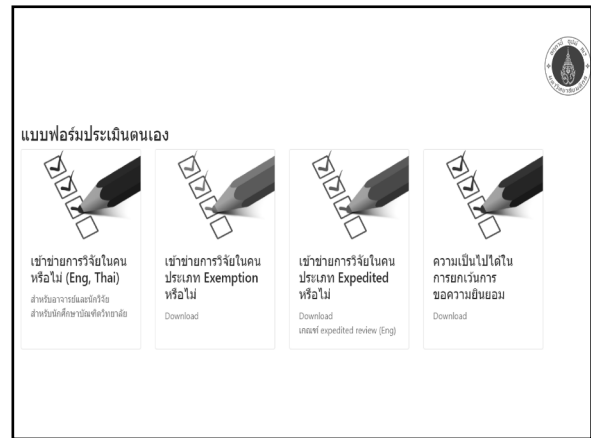 แบบฟอร์มประเมินตนเอง
เข้าข่ายการวิจัยในคน
หรือไม่ (Eng, Thai)
สำหรับอาจารย์และนักวิจัย
สำหรับนักศึกษาบัณฑิตวิทยาลัย
เข้าข่ายการวิจัยในคน
ประเภท Exemption
หรือไม่
Download
เข้าข่ายการวิจัยในคน
ประเภท Expedited
หรือไม่
Download
เกณฑ์ expedited review (Eng)
ความเป็นไปได้ใน
การยกเว้นการ
ขอความยินยอม
Download